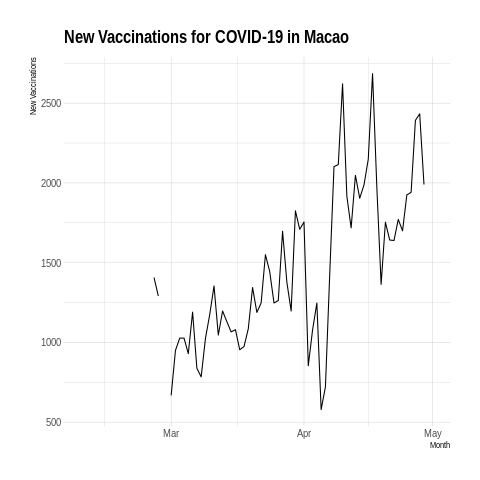 New Vaccinations for COVID-19 in Macao
New Vaccinations
2500
2000
1500
1000
500
Mar Apr May
Month